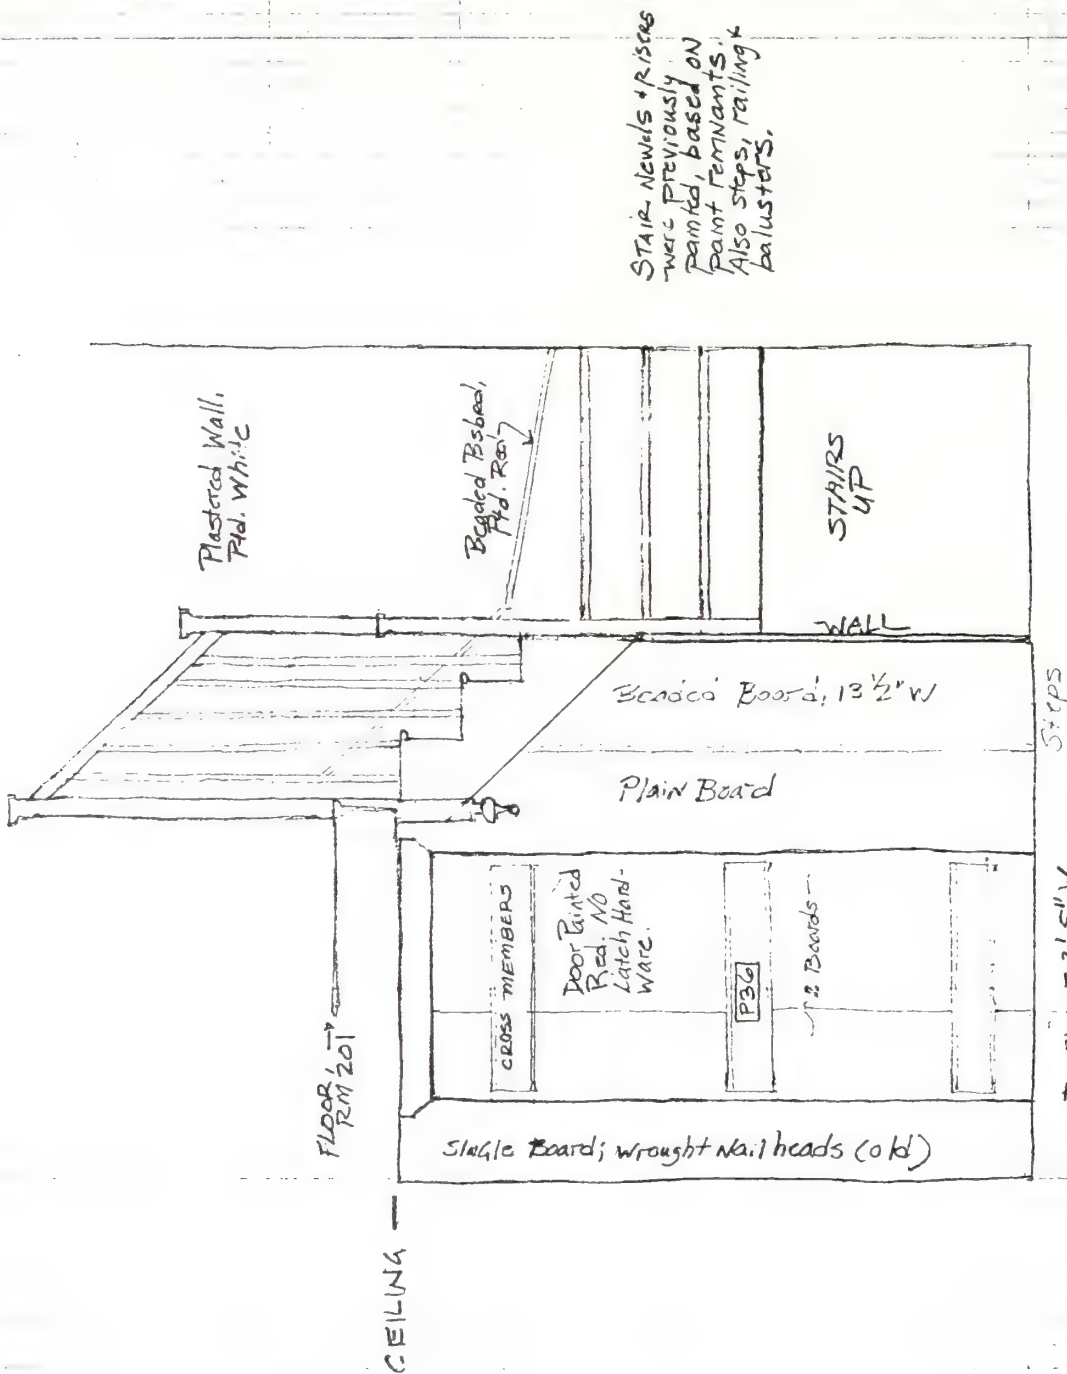 STAIR Newels + RISERS
were previously
painted, based on
paint remnants.
Also steps, railing +
balusters.
Plastered Wall,
Ptd. White
Beaded Bsbrd,
Ptd. Red
STAIRS
UP
WALL
Beaded Board, 13 1/2" W
Steps
Plain Board
FLOOR,
RM 201
CROSS MEMBERS
Door Painted
Red. No
Latch Hard-
Ware.
P36
2 Boards
Single Board; wrought Nail heads (old)
CEILING